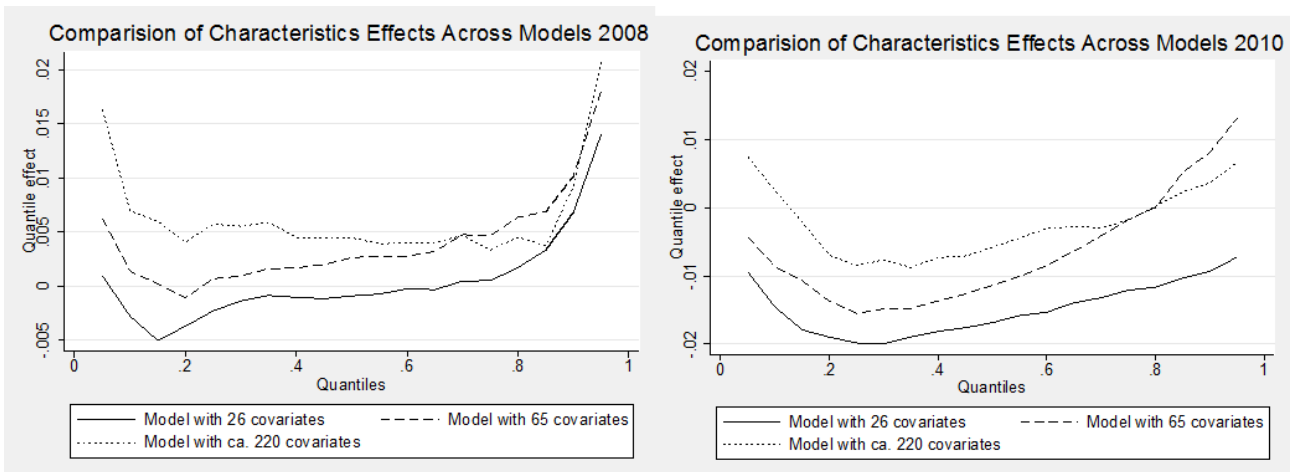 Comparision of Characteristics Effects Across Models 2008
Quantile effect
.02
.015
.01
.005
0
-.005
0
.2
.4
.6
.8
1
Quantiles
Model with 26 covariates
Model with 65 covariates
Model with ca. 220 covariates
Comparision of Characteristics Effects Across Models 2010
Quantile effect
.02
.01
0
-.01
-.02
0
.2
.4
.6
.8
1
Quantiles
Model with 26 covariates
Model with 65 covariates
Model with ca. 220 covariates